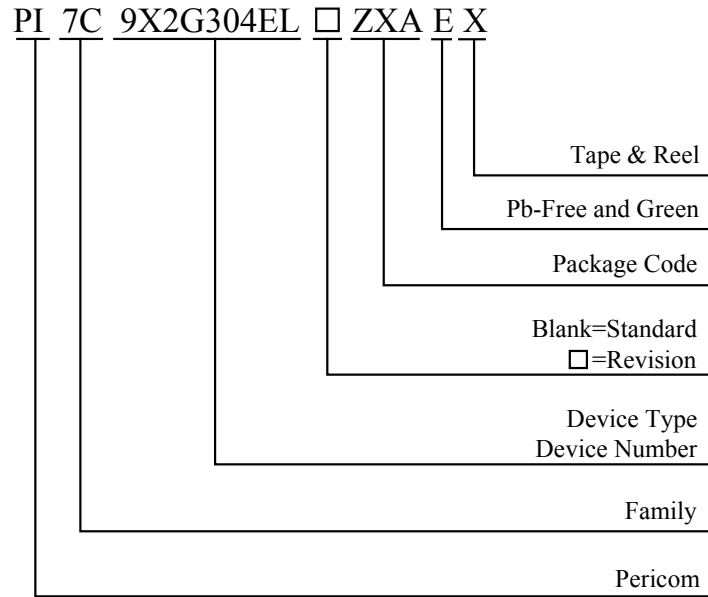 PI 7C 9X2G304EL □ ZXA E X
Tape & Reel
Pb-Free and Green
Package Code
Blank=Standard
□=Revision
Device Type
Device Number
Family
Pericom